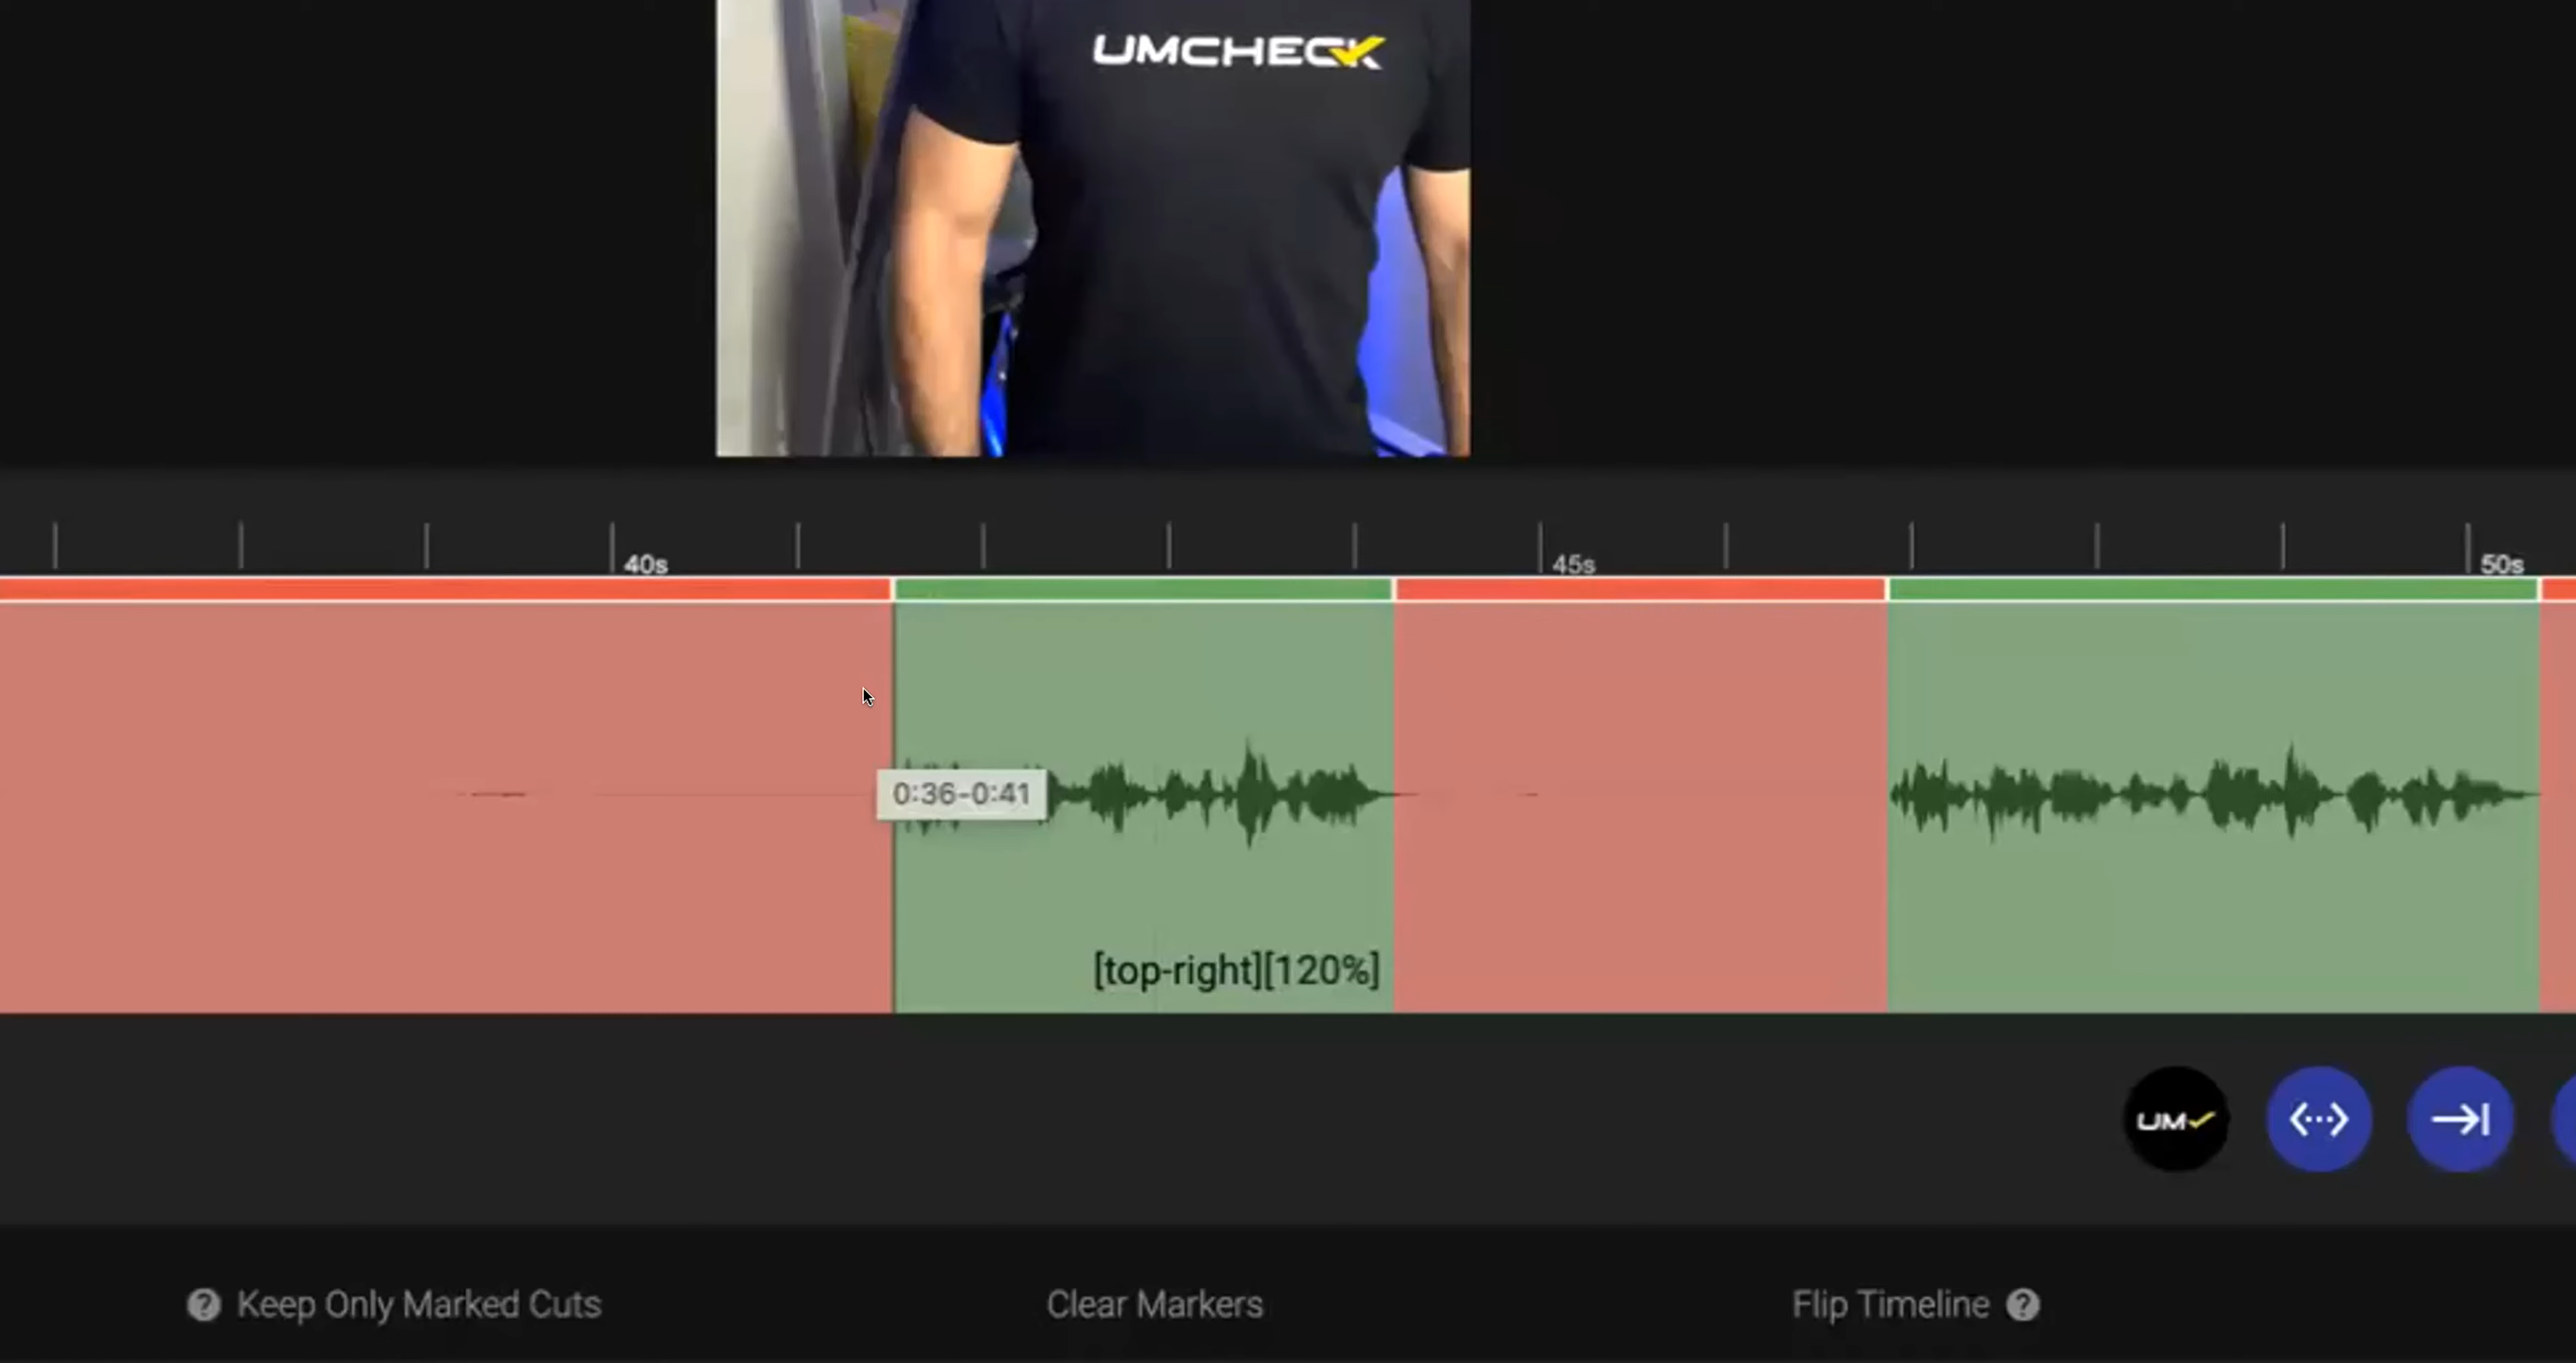 UMCHECK
40s
45s
50s
0:36-0:41
[top-right][120%]
UM
Keep Only Marked Cuts
Clear Markers
Flip Timeline